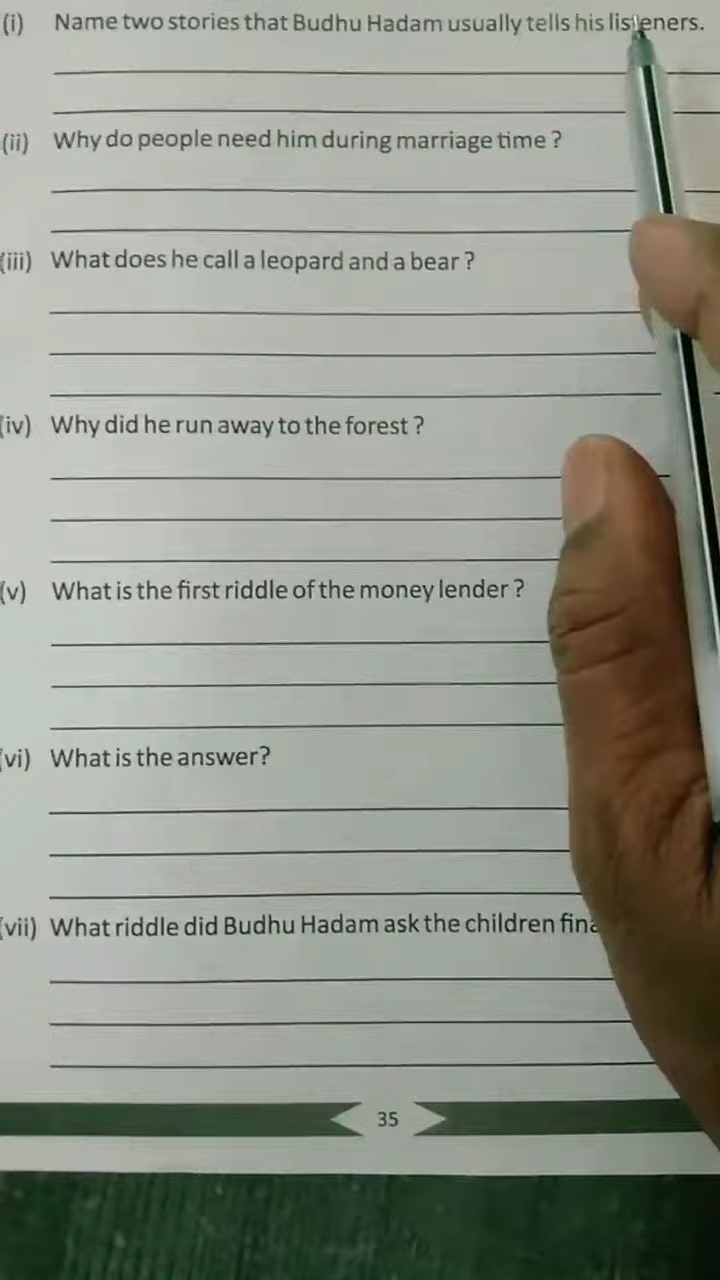 (i) Name two stories that Budhu Hadam usually tells his listeners.
(ii) Why do people need him during marriage time ?
(iii) What does he call a leopard and a bear ?
(iv) Why did he run away to the forest ?
(v) What is the first riddle of the money lender ?
(vi) What is the answer?
(vii) What riddle did Budhu Hadam ask the children
35